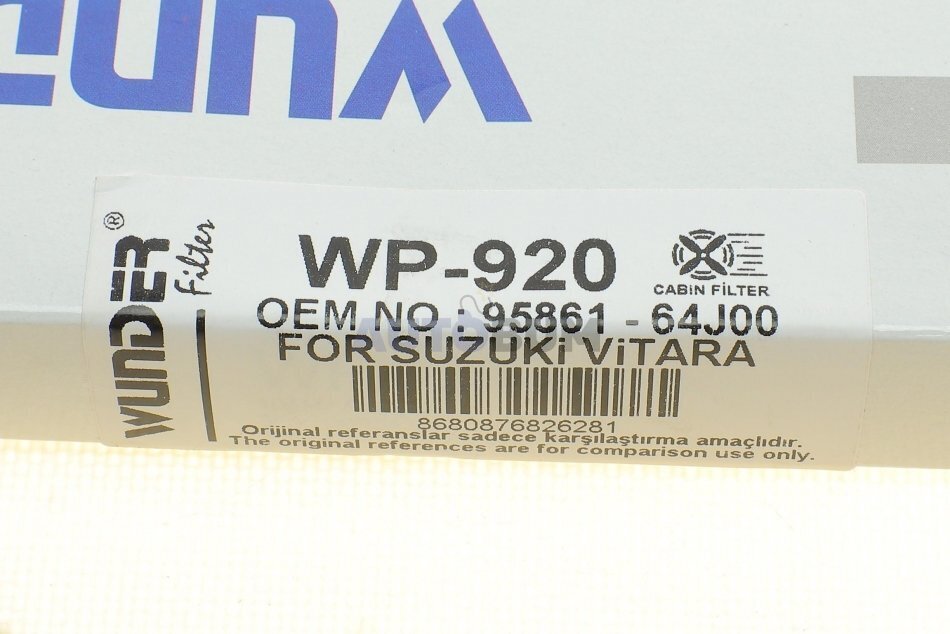 WUNDER® Filter
WP-920
CABiN FiLTER
OEM NO : 95861 - 64J00
FOR SUZUKi ViTARA
8680876826281
Orijinal referanslar sadece karşılaştırma amaçlıdır.
The original references are for comparison use only.